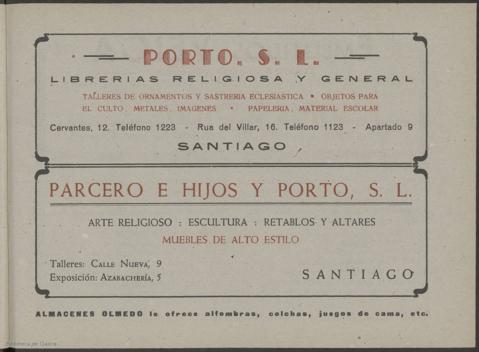 PORTO, S. L.
LIBRERIAS RELIGIOSA Y GENERAL
TALLERES DE ORNAMENTOS Y SASTRERIA ECLESIASTICA • OBJETOS PARA
EL CULTO, METALES, IMAGENES • PAPELERIA, MATERIAL ESCOLAR
Cervantes, 12. Teléfono 1223 - Rua del Villar, 16. Teléfono 1123 - Apartado 9
SANTIAGO
PARCERO E HIJOS Y PORTO, S. L.
ARTE RELIGIOSO : ESCULTURA : RETABLOS Y ALTARES
MUEBLES DE ALTO ESTILO
Talleres: CALLE NUEVA, 9
Exposición: AZABACHERÍA, 5
SANTIAGO
ALMACENES OLMEDO le ofrece alfombras, colchas, juegos de cama, etc.